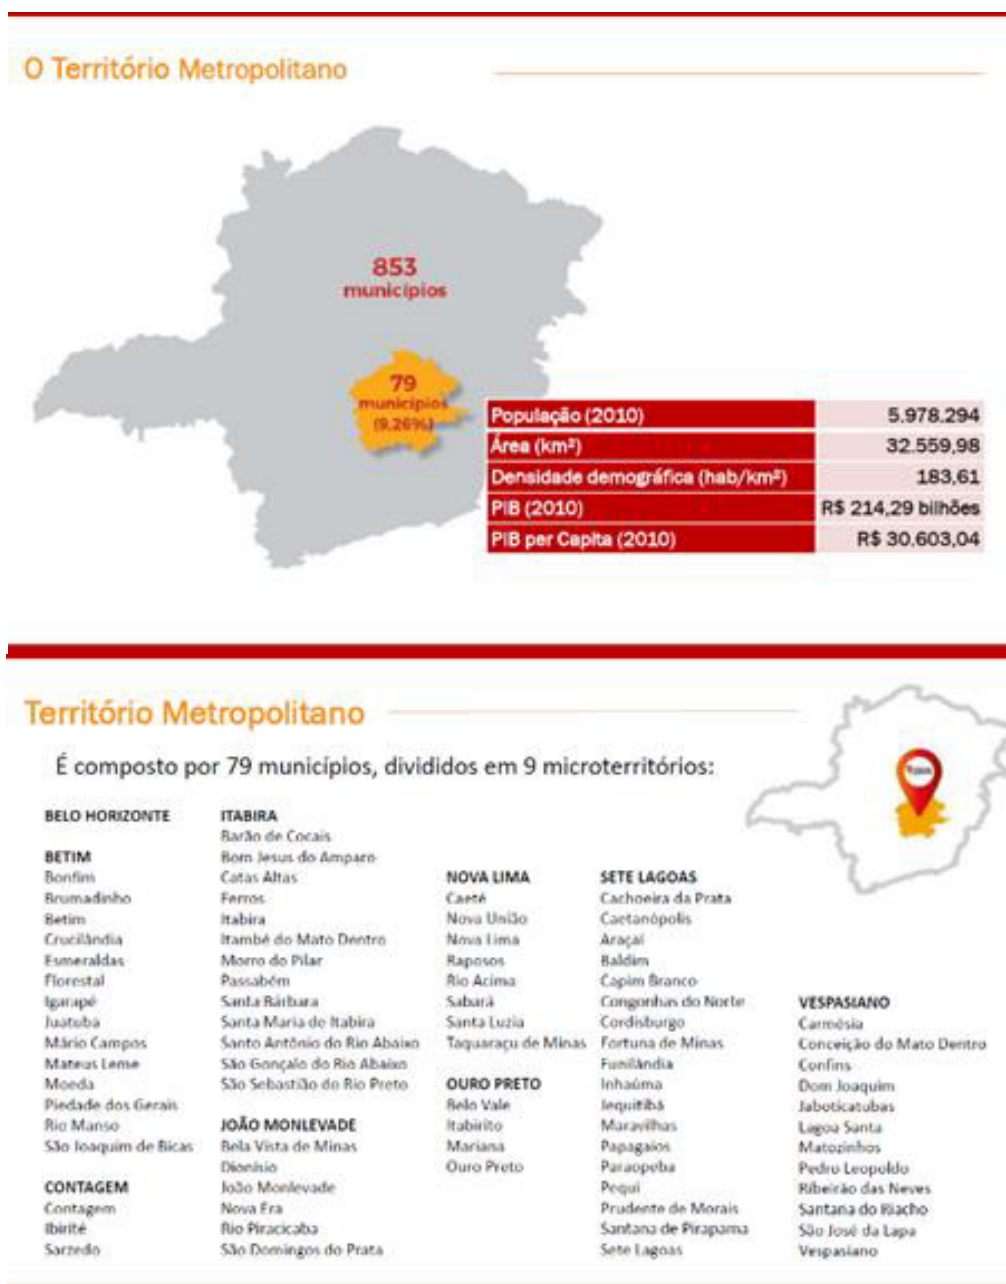 O Território Metropolitano
853
municípios
79
municípios
(9,26%)
População (2010) 5.978.294
Área (km²) 32.559,98
Densidade demográfica (hab/km²) 183,61
PIB (2010) R$ 214,29 bilhões
PIB per Capita (2010) R$ 30.603,04
Território Metropolitano
É composto por 79 municípios, divididos em 9 microterritórios:
BELO HORIZONTE
BETIM
Bonfim
Brumadinho
Betim
Crucilândia
Esmeraldas
Florestal
Igarapé
Juatuba
Mário Campos
Mateus Leme
Moeda
Piedade dos Gerais
Rio Manso
São Joaquim de Bicas
CONTAGEM
Contagem
Ibirité
Sarzedo
ITABIRA
Barão de Cocais
Bom Jesus do Amparo
Catas Altas
Ferros
Itabira
Itambé do Mato Dentro
Morro do Pilar
Passabém
Santa Bárbara
Santa Maria de Itabira
Santo Antônio do Rio Abaixo
São Gonçalo do Rio Abaixo
São Sebastião do Rio Preto
JOÃO MONLEVADE
Bela Vista de Minas
Dionísio
João Monlevade
Nova Era
Rio Piracicaba
São Domingos do Prata
NOVA LIMA
Caeté
Nova União
Nova Lima
Raposos
Rio Acima
Sabará
Santa Luzia
Taquaraçu de Minas
OURO PRETO
Belo Vale
Itabirito
Mariana
Ouro Preto
SETE LAGOAS
Cachoeira da Prata
Caetanópolis
Araçaí
Baldim
Capim Branco
Congonhas do Norte
Cordisburgo
Fortuna de Minas
Funilândia
Inhaúma
Jequitibá
Maravilhas
Papagaios
Paraopeba
Pequi
Prudente de Morais
Santana de Pirapama
Sete Lagoas
VESPASIANO
Carmésia
Conceição do Mato Dentro
Confins
Dom Joaquim
Jaboticatubas
Lagoa Santa
Matozinhos
Pedro Leopoldo
Ribeirão das Neves
Santana do Riacho
São José da Lapa
Vespasiano